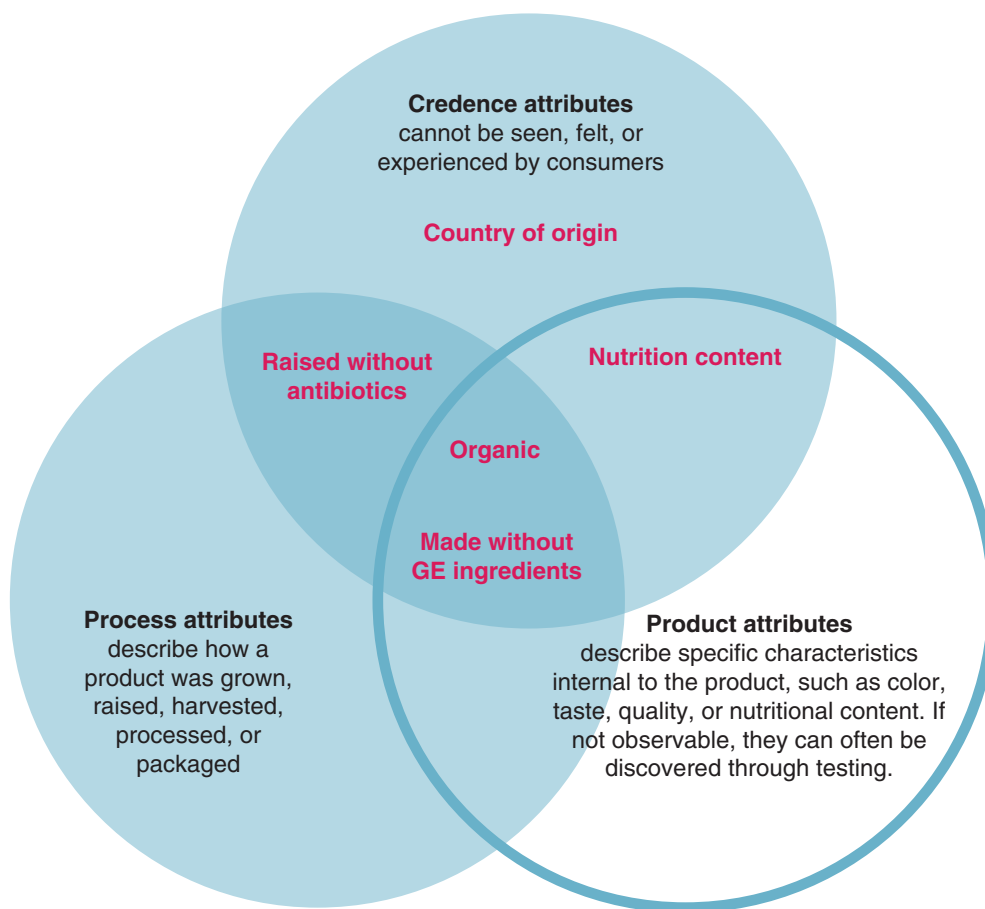 Credence attributes
cannot be seen, felt, or
experienced by consumers
Country of origin
Raised without
antibiotics
Nutrition content
Organic
Made without
GE ingredients
Process attributes
describe how a
product was grown,
raised, harvested,
processed, or
packaged
Product attributes
describe specific characteristics
internal to the product, such as color,
taste, quality, or nutritional content. If
not observable, they can often be
discovered through testing.